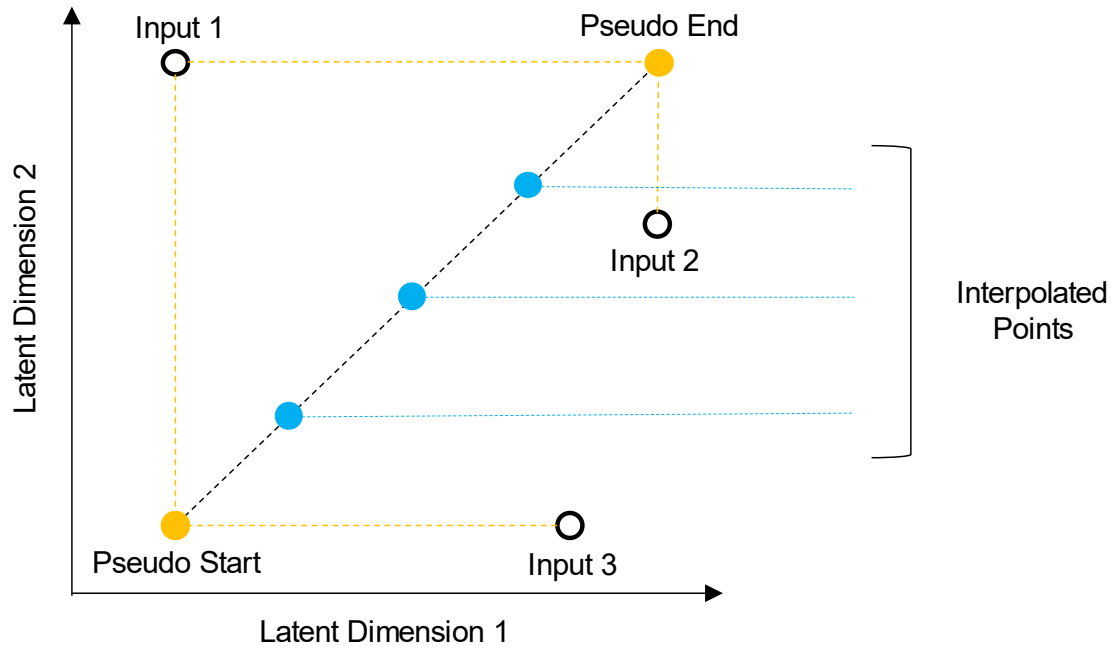 Input 1
Pseudo End
Latent Dimension 2
Input 2
Interpolated
Points
Pseudo Start
Input 3
Latent Dimension 1